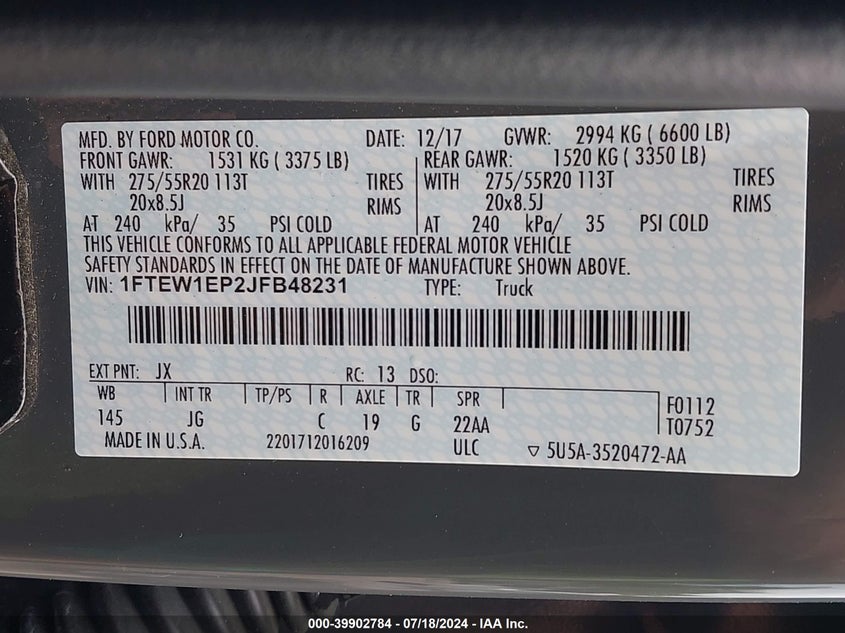 MFD. BY FORD MOTOR CO. DATE: 12/17 GVWR: 2994 KG ( 6600 LB)
FRONT GAWR: 1531 KG ( 3375 LB) REAR GAWR: 1520 KG ( 3350 LB)
WITH 275/55R20 113T TIRES WITH 275/55R20 113T TIRES
20x8.5J RIMS 20x8.5J RIMS
AT 240 kPa/ 35 PSI COLD AT 240 kPa/ 35 PSI COLD
THIS VEHICLE CONFORMS TO ALL APPLICABLE FEDERAL MOTOR VEHICLE
SAFETY STANDARDS IN EFFECT ON THE DATE OF MANUFACTURE SHOWN ABOVE.
VIN: 1FTEW1EP2JFB48231 TYPE: Truck
EXT PNT: JX RC: 13 DSO:
WB INT TR TP/PS R AXLE TR SPR F0112
145 JG C 19 G 22AA T0752
MADE IN U.S.A. 2201712016209 ULC ▽ 5U5A-3520472-AA
000-39902784 - 07/18/2024 - IAA Inc.